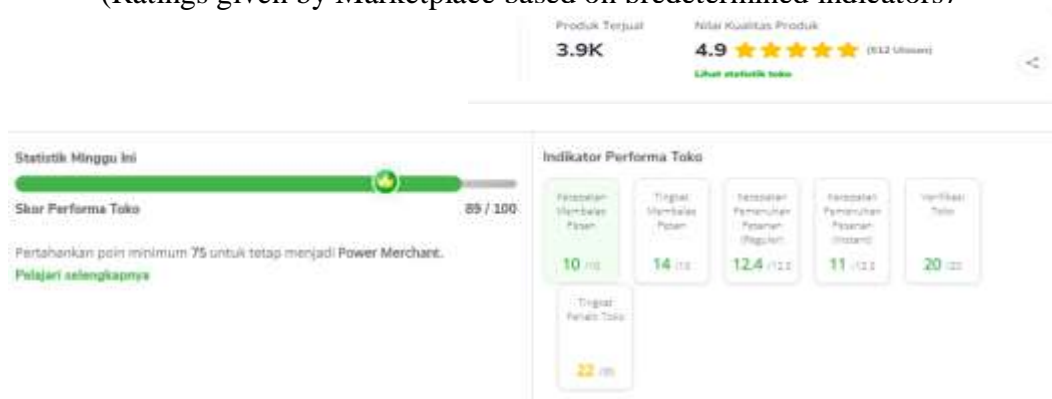 (Ratings given by Marketplace based on predetermined indicators)
Produk Terjual
3.9K
Nilai Kualitas Produk
4.9 (512 Ulasan)
Lihat statistik toko
Statistik Minggu Ini
Skor Performa Toko
89 / 100
Pertahankan poin minimum 75 untuk tetap menjadi Power Merchant.
Pelajari selengkapnya
Indikator Performa Toko
Kecepatan
Membalas
Pesan
10 /10
Tingkat
Membalas
Pesan
14
Kecepatan
Pemenuhan
Pesanan
(Reguler)
12.4
Kecepatan
Pemenuhan
Pesanan
(Instant)
11
Verifikasi
Toko
20
Tingkat
Toko
22